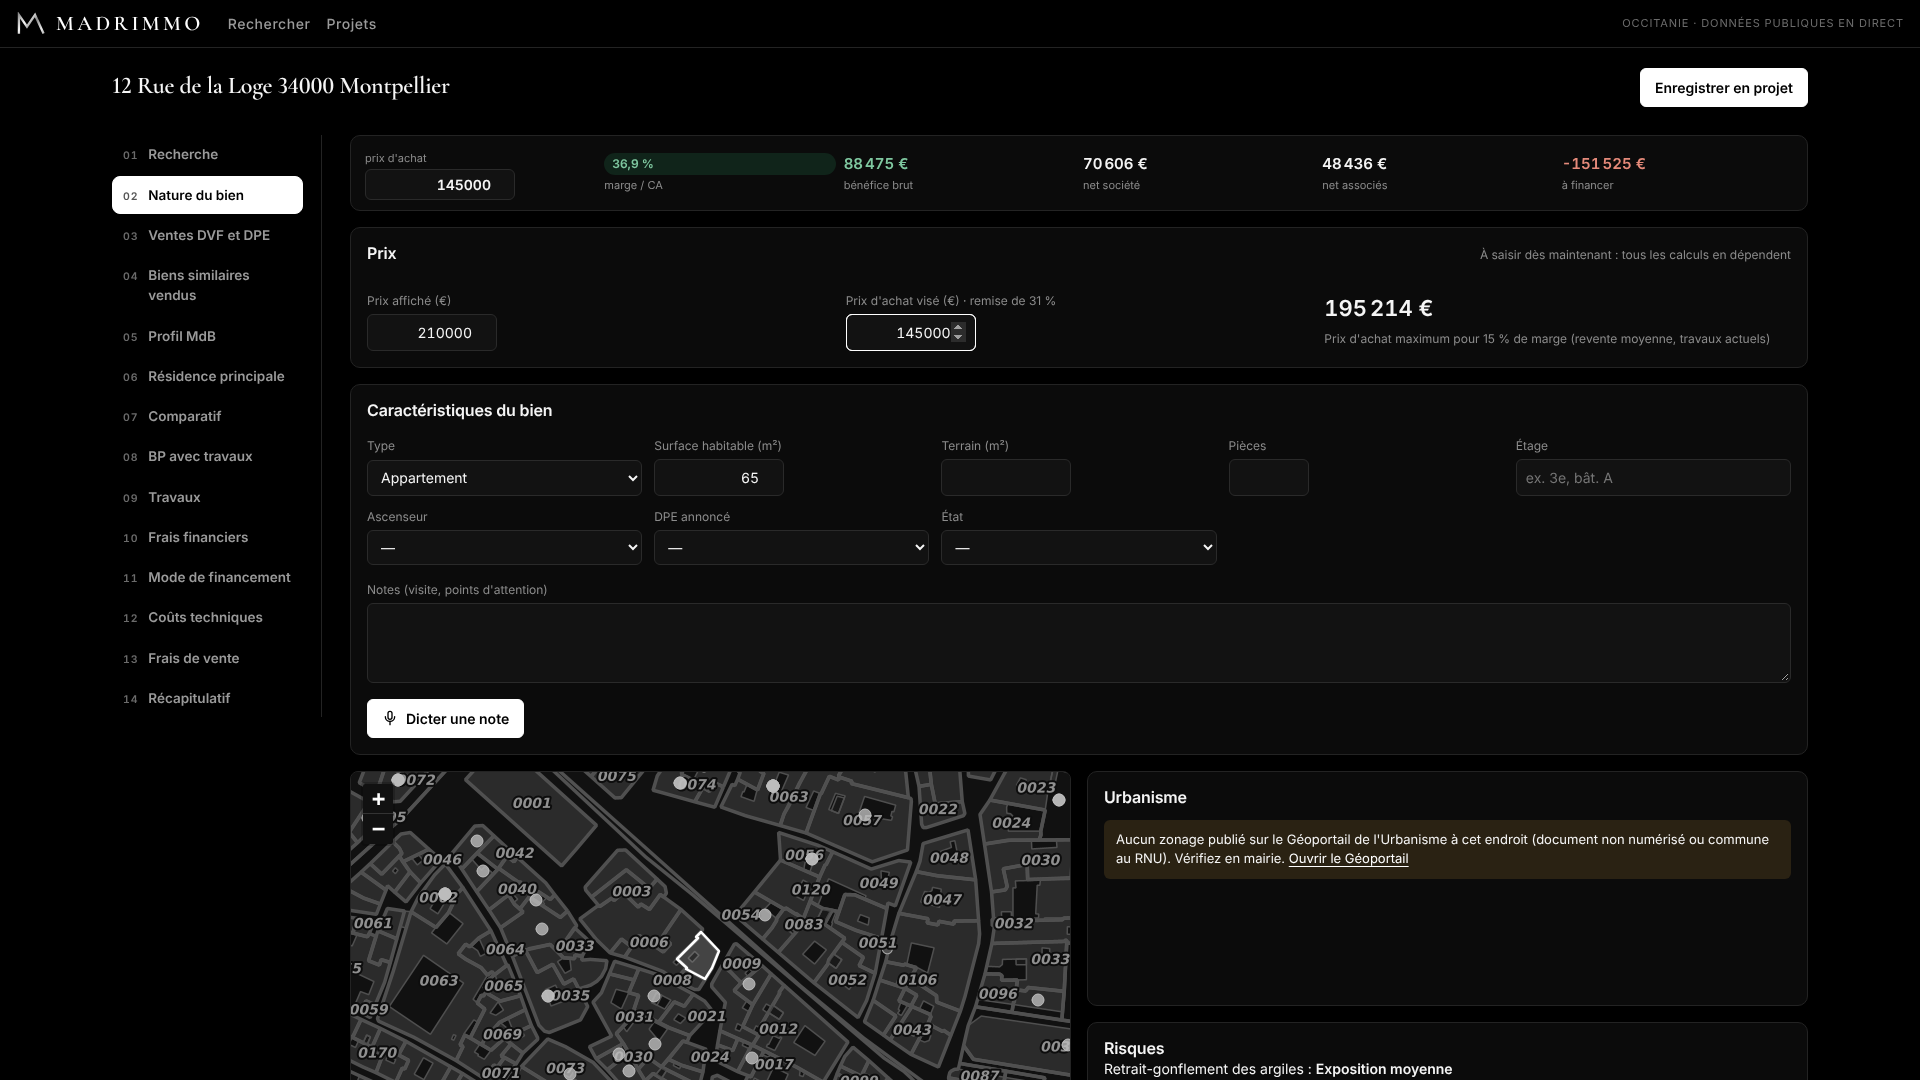 MADRIMMO
Rechercher
Projets
OCCITANIE · DONNÉES PUBLIQUES EN DIRECT
12 Rue de la Loge 34000 Montpellier
Enregistrer en projet
01 Recherche
02 Nature du bien
03 Ventes DVF et DPE
04 Biens similaires
vendus
05 Profil MdB
06 Résidence principale
07 Comparatif
08 BP avec travaux
09 Travaux
10 Frais financiers
11 Mode de financement
12 Coûts techniques
13 Frais de vente
14 Récapitulatif
prix d'achat
145000
36,9 %
marge / CA
88 475 €
bénéfice brut
70 606 €
net société
48 436 €
net associés
-151 525 €
à financer
Prix
À saisir dès maintenant : tous les calculs en dépendent
Prix affiché (€)
210000
Prix d'achat visé (€) · remise de 31 %
145000
195 214 €
Prix d'achat maximum pour 15 % de marge (revente moyenne, travaux actuels)
Caractéristiques du bien
Type
Appartement
Surface habitable (m²)
65
Terrain (m²)
Pièces
Étage
ex. 3e, bât. A
Ascenseur
—
DPE annoncé
—
État
—
Notes (visite, points d'attention)
Dicter une note
+
−
0072
0075
0074
0063
0023
0001
0057
0022
0024
0046
0042
0056
0048
0030
0040
0003
0120
0049
0047
0061
0054
0083
0032
0064
0033
0006
0051
0009
0033
0063
0065
0008
0052
0106
0096
0059
0035
0031
0021
0012
0043
0069
0170
0030
0024
0017
0071
0073
0087
Urbanisme
Aucun zonage publié sur le Géoportail de l'Urbanisme à cet endroit (document non numérisé ou commune
au RNU). Vérifiez en mairie. Ouvrir le Géoportail
Risques
Retrait-gonflement des argiles : Exposition moyenne